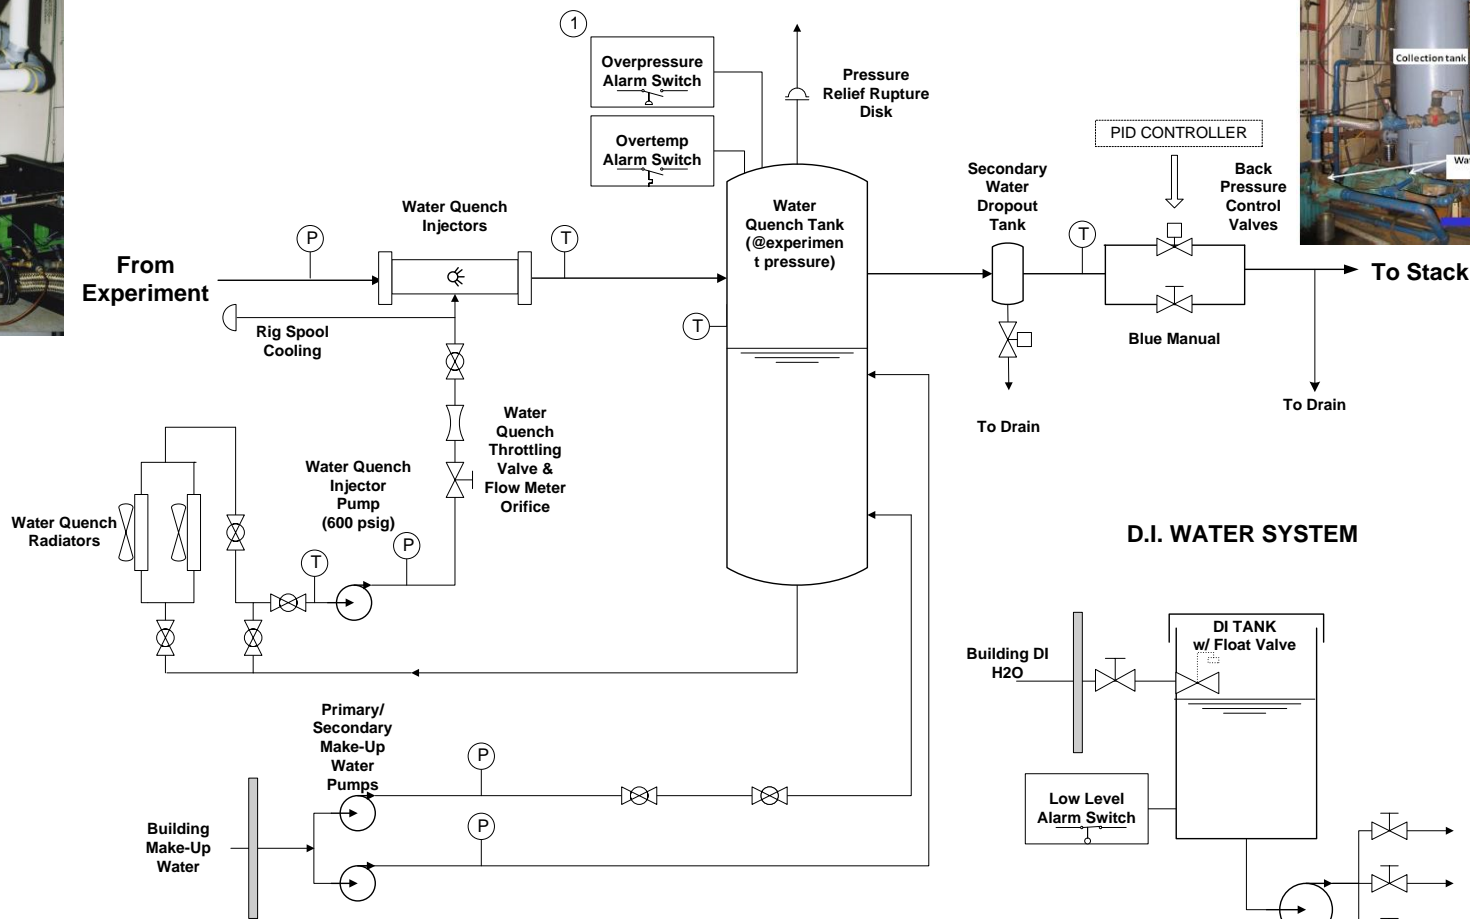 1
Overpressure
Alarm Switch
Overtemp
Alarm Switch
Pressure
Relief Rupture
Disk
Collection tank
PID CONTROLLER
Back
Pressure
Control
Valves
Secondary
Water
Dropout
Tank
Water
Quench Tank
(@experimen
t pressure)
Water Quench
Injectors
P
T
T
From
Experiment
To Stack
T
Rig Spool
Cooling
Blue Manual
To Drain
To Drain
Water
Quench
Throttling
Valve &
Flow Meter
Orifice
Water Quench
Injector
Pump
(600 psig)
Water Quench
Radiators
P
T
D.I. WATER SYSTEM
DI TANK
w/ Float Valve
Building DI
H2O
Low Level
Alarm Switch
Primary/
Secondary
Make-Up
Water
Pumps
P
P
Building
Make-Up
Water